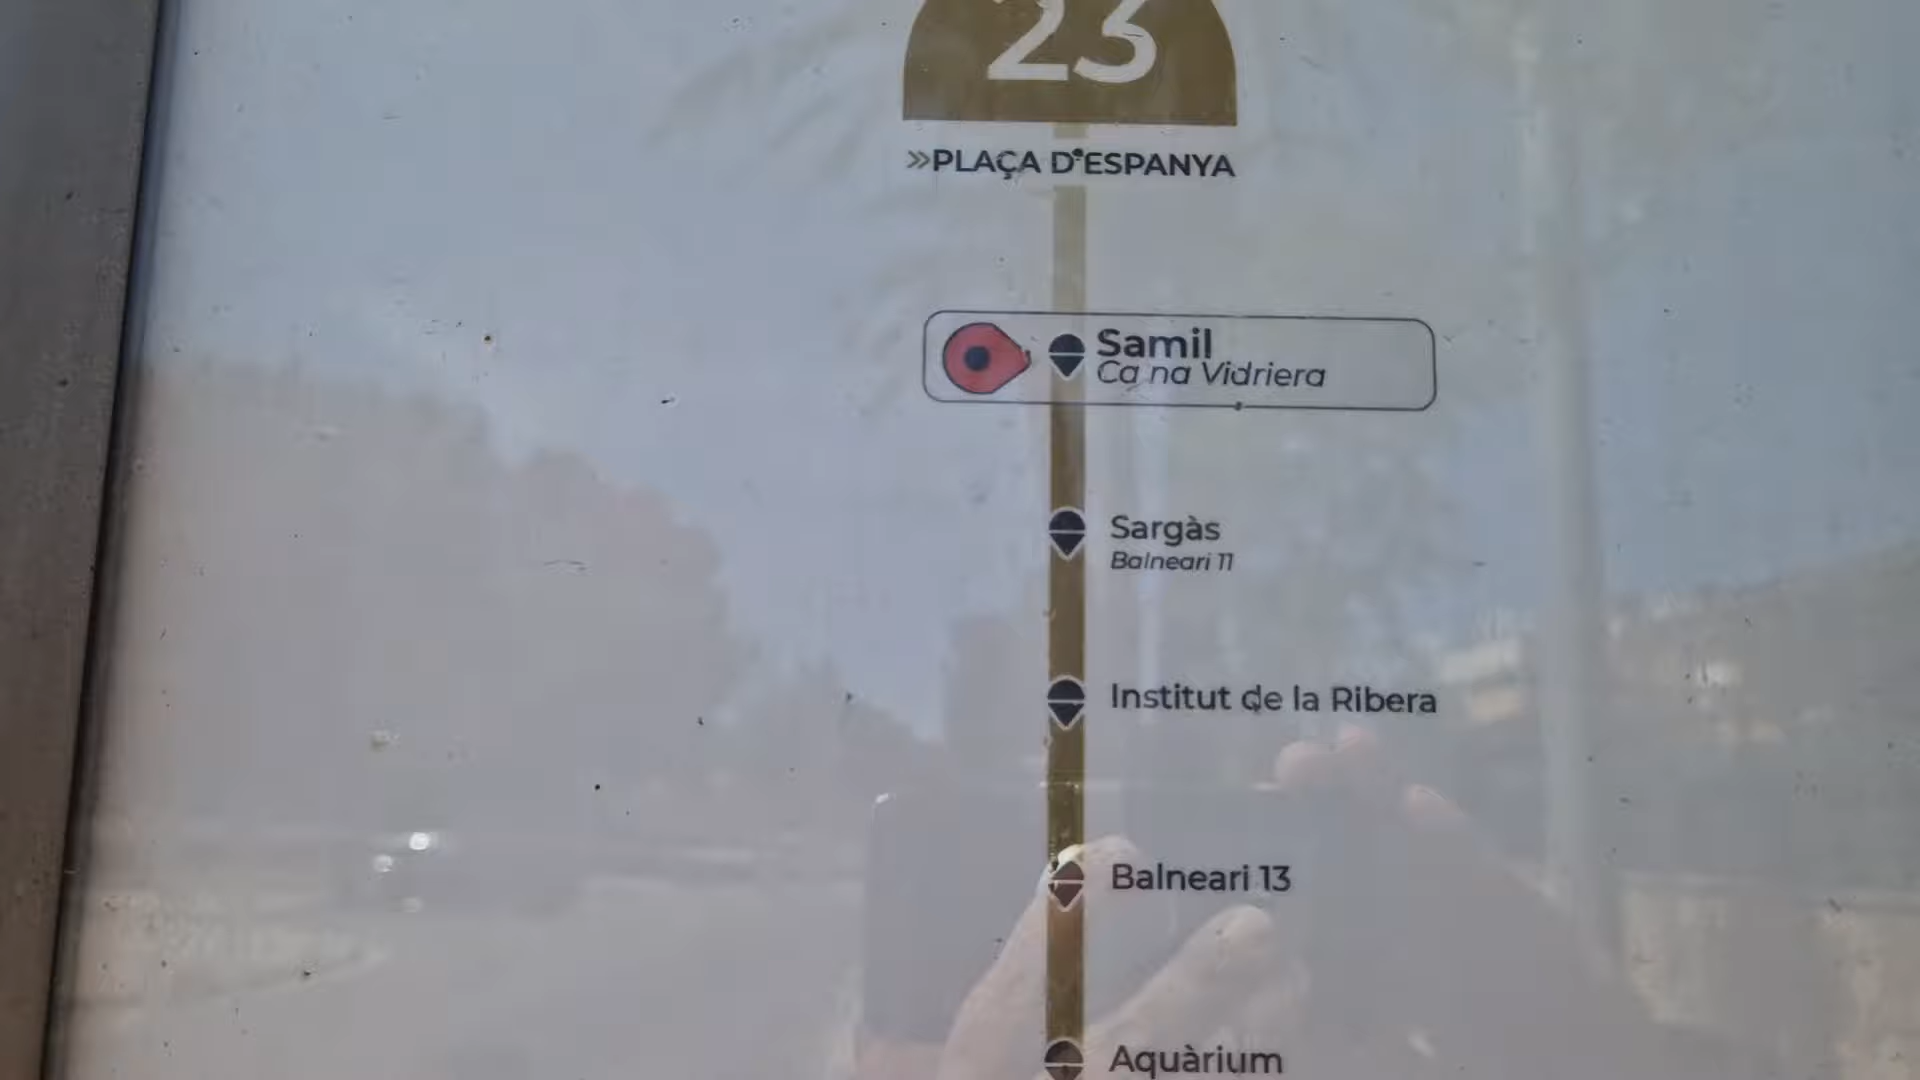 23
»PLAÇA D'ESPANYA
Samil
Ca na Vidriera
Sargàs
Balneari 11
Institut de la Ribera
Balneari 13
Aquàrium